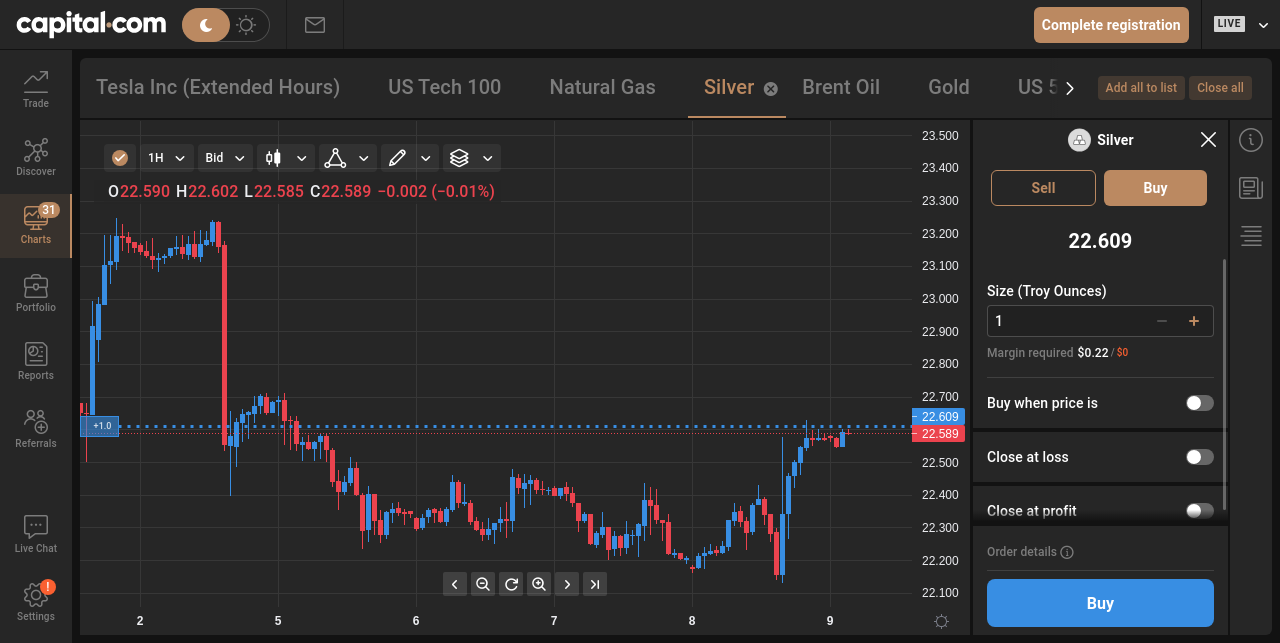 capital.com
Complete registration
LIVE
Trade
Discover
31
Charts
Portfolio
Reports
Referrals
Live Chat
!
Settings
Tesla Inc (Extended Hours)
US Tech 100
Natural Gas
Silver
Brent Oil
Gold
US 5
Add all to list
Close all
1H
Bid
O22.590 H22.602 L22.585 C22.589 −0.002 (−0.01%)
+1.0
23.500
23.400
23.300
23.200
23.100
23.000
22.900
22.800
22.700
22.609
22.589
22.500
22.400
22.300
22.200
22.100
2 5 6 7 8 9
Silver
Sell
Buy
22.609
Size (Troy Ounces)
1
Margin required $0.22 / $0
Buy when price is
Close at loss
Close at profit
Order details
Buy